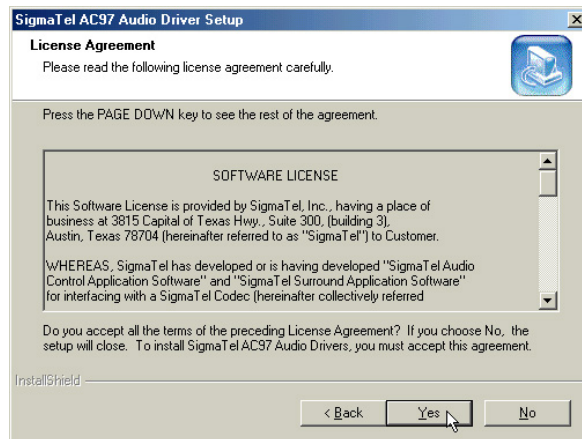 SigmaTel AC97 Audio Driver Setup
License Agreement
Please read the following license agreement carefully.
Press the PAGE DOWN key to see the rest of the agreement.
SOFTWARE LICENSE
This Software License is provided by SigmaTel, Inc., having a place of
business at 3815 Capital of Texas Hwy., Suite 300, (building 3),
Austin, Texas 78704 (hereinafter referred to as "SigmaTel") to Customer.
WHEREAS, SigmaTel has developed or is having developed "SigmaTel Audio
Control Application Software" and "SigmaTel Surround Application Software"
for interfacing with a SigmaTel Codec (hereinafter collectively referred
Do you accept all the terms of the preceding License Agreement? If you choose No, the
setup will close. To install SigmaTel AC97 Audio Drivers, you must accept this agreement.
InstallShield
< Back Yes No